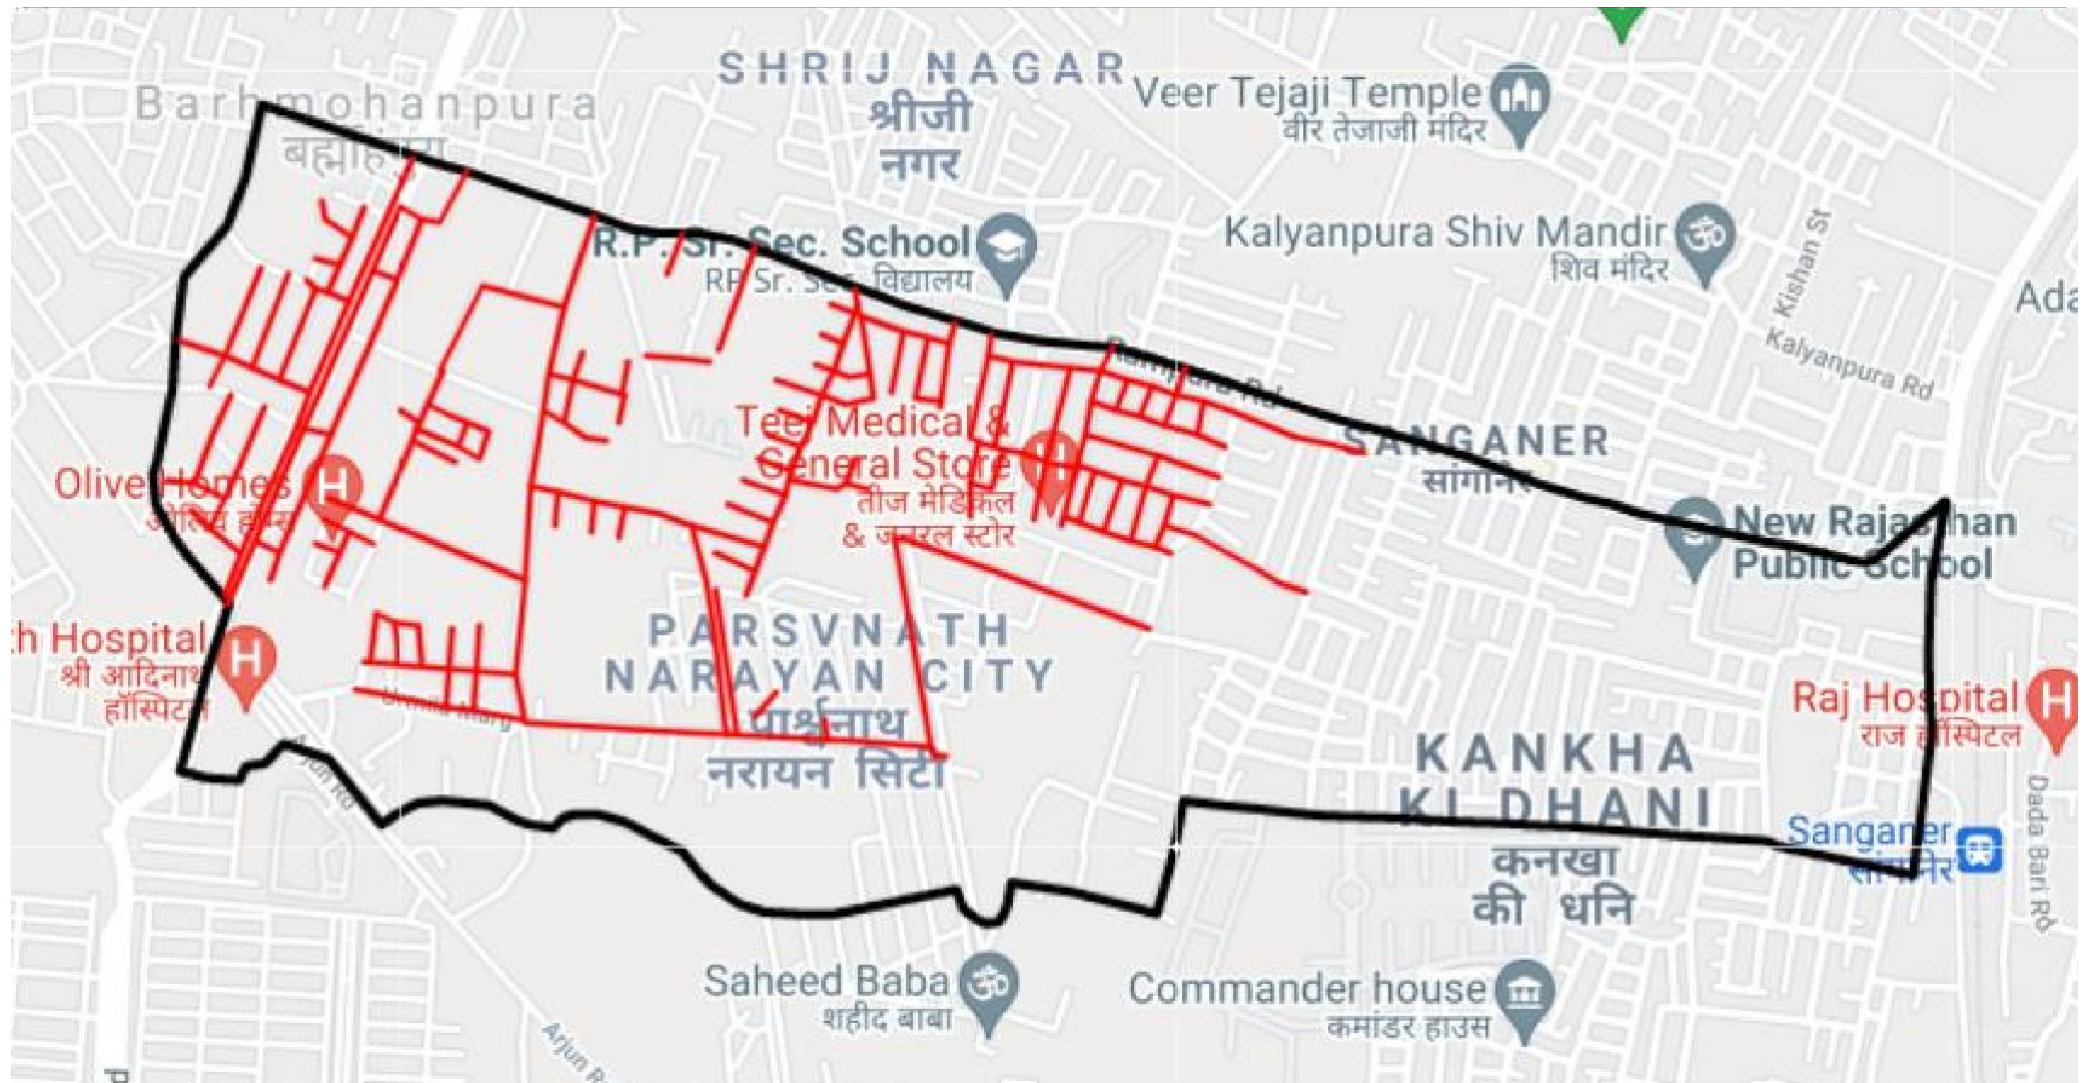 SHRIJ NAGAR
श्रीजी
नगर
Barhmohanpura
Veer Tejaji Temple
वीर तेजाजी मंदिर
R.P. Sr. Sec. School
RP Sr. Sec. विद्यालय
Kalyanpura Shiv Mandir
शिव मंदिर
K Kishan St
Kalyanpura Rd
Ada
Teej Medical &
General Store
तीज मेडिकल
& जनरल स्टोर
SANGANER
सांगानेर
Olive Homes
ओलिव होम्स
New Rajasthan
Public School
th Hospital
श्री आदिनाथ
हॉस्पिटल
PARSVNATH
NARAYAN CITY
पार्श्वनाथ
नरायन सिटी
Urmila Marg
Raj Hospital
राज हॉस्पिटल
KANKHA
KI DHANI
कनखा
की धनि
Sanganer
सांगानेर
Dada Bari Rd
Saheed Baba
शहीद बाबा
Commander house
कमांडर हाउस